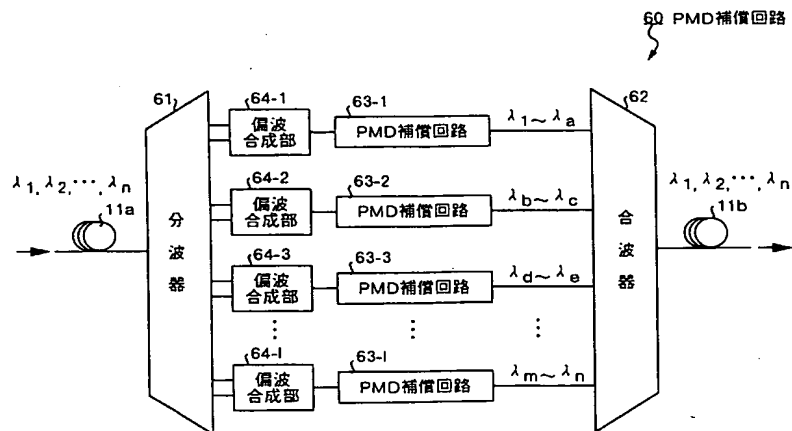 60 PMD補償回路
61
64-1
偏波
合成部
63-1
PMD補償回路
λ1~λa
62
64-2
偏波
合成部
63-2
PMD補償回路
λb~λc
λ1,λ2,…,λn
11a
分波器
合波器
λ1,λ2,…,λn
11b
64-3
偏波
合成部
63-3
PMD補償回路
λd~λe
⋮
⋮
⋮
64-l
偏波
合成部
63-l
PMD補償回路
λm~λn